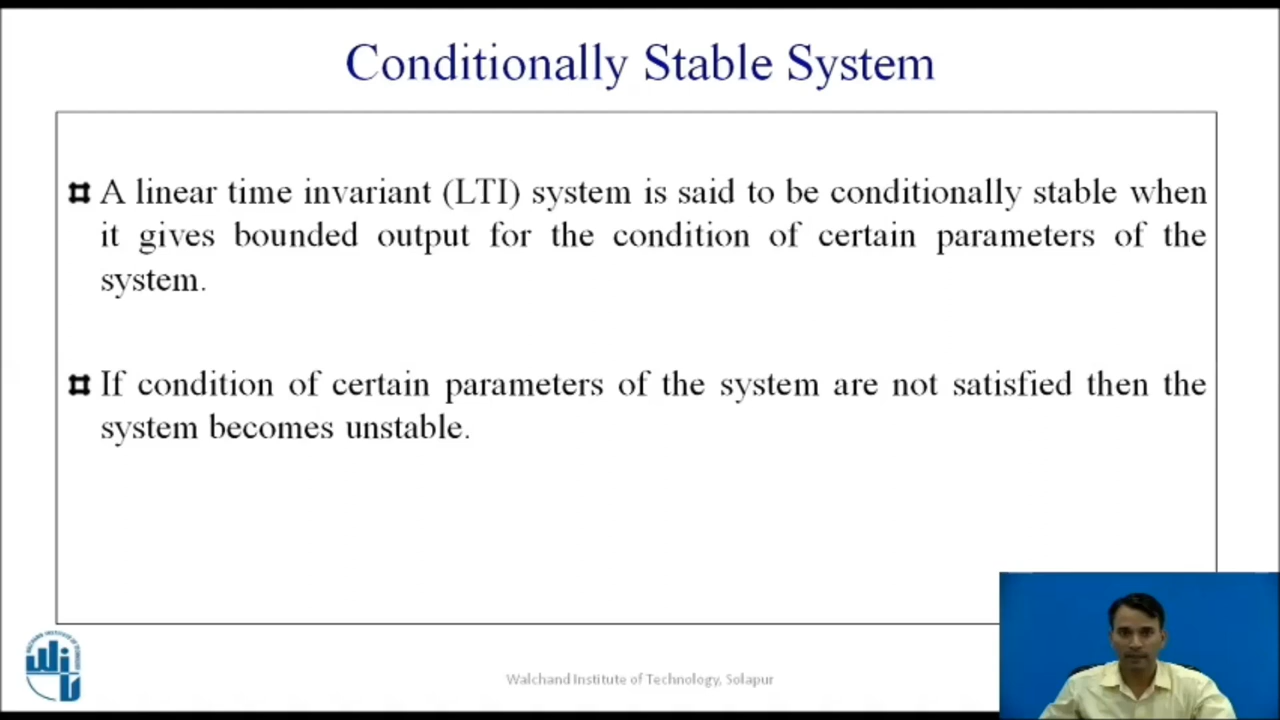 Conditionally Stable System
A linear time invariant (LTI) system is said to be conditionally stable when
it gives bounded output for the condition of certain parameters of the
system.
If condition of certain parameters of the system are not satisfied then the
system becomes unstable.
Walchand Institute of Technology, Solapur